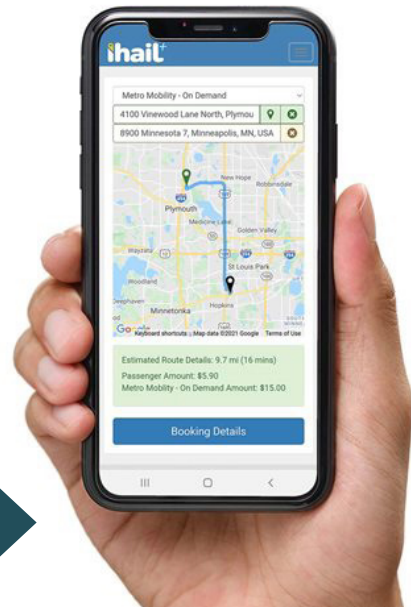 ihail+
Metro Mobility - On Demand
4100 Vinewood Lane North, Plymou
8900 Minnesota 7, Minneapolis, MN, USA
New Hope
Robbinsdale
Plymouth
Medicine Lake
Golden Valley
Wayzata
St Louis Park
Woodland
Deephaven
Hopkins
Minnetonka
Google Keyboard shortcuts Map data ©2021 Google Terms of Use
Estimated Route Details: 9.7 mi (16 mins)
Passenger Amount: $5.90
Metro Moblity - On Demand Amount: $15.00
Booking Details